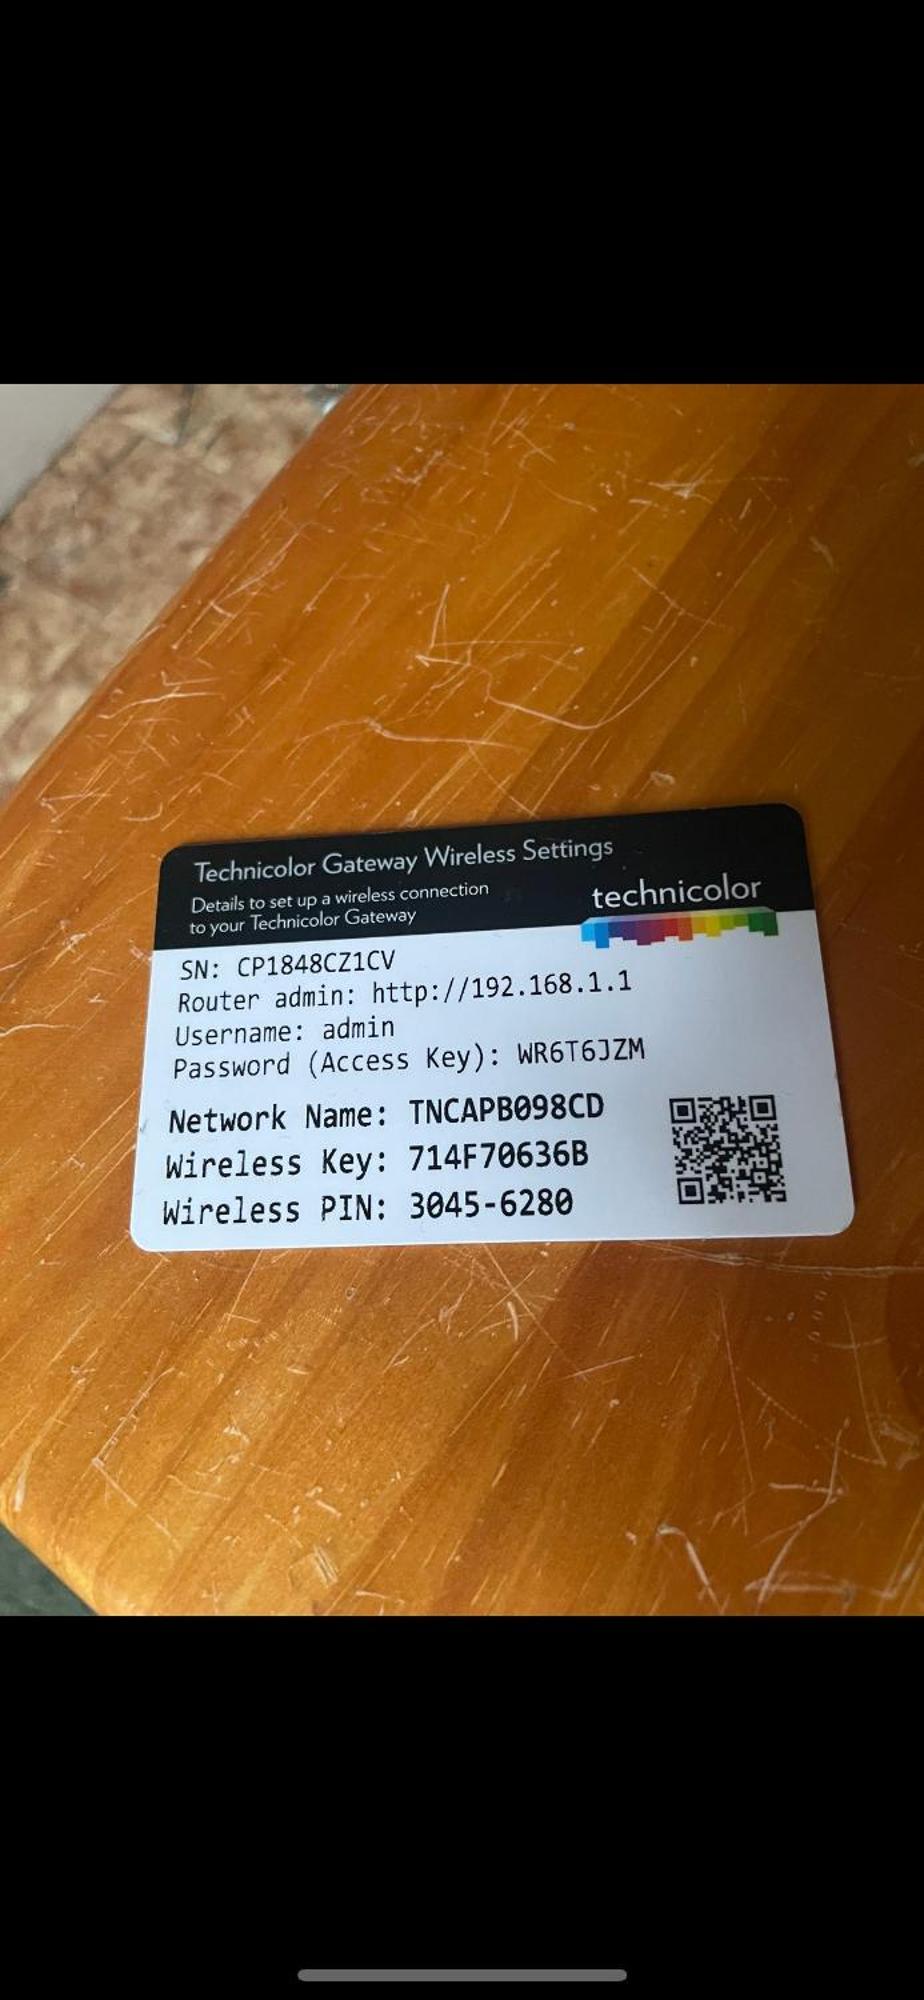 Technicolor Gateway Wireless Settings
Details to set up a wireless connection
to your Technicolor Gateway
technicolor
SN: CP1848CZ1CV
Router admin: http://192.168.1.1
Username: admin
Password (Access Key): WR6T6JZM
Network Name: TNCAPB098CD
Wireless Key: 714F70636B
Wireless PIN: 3045-6280